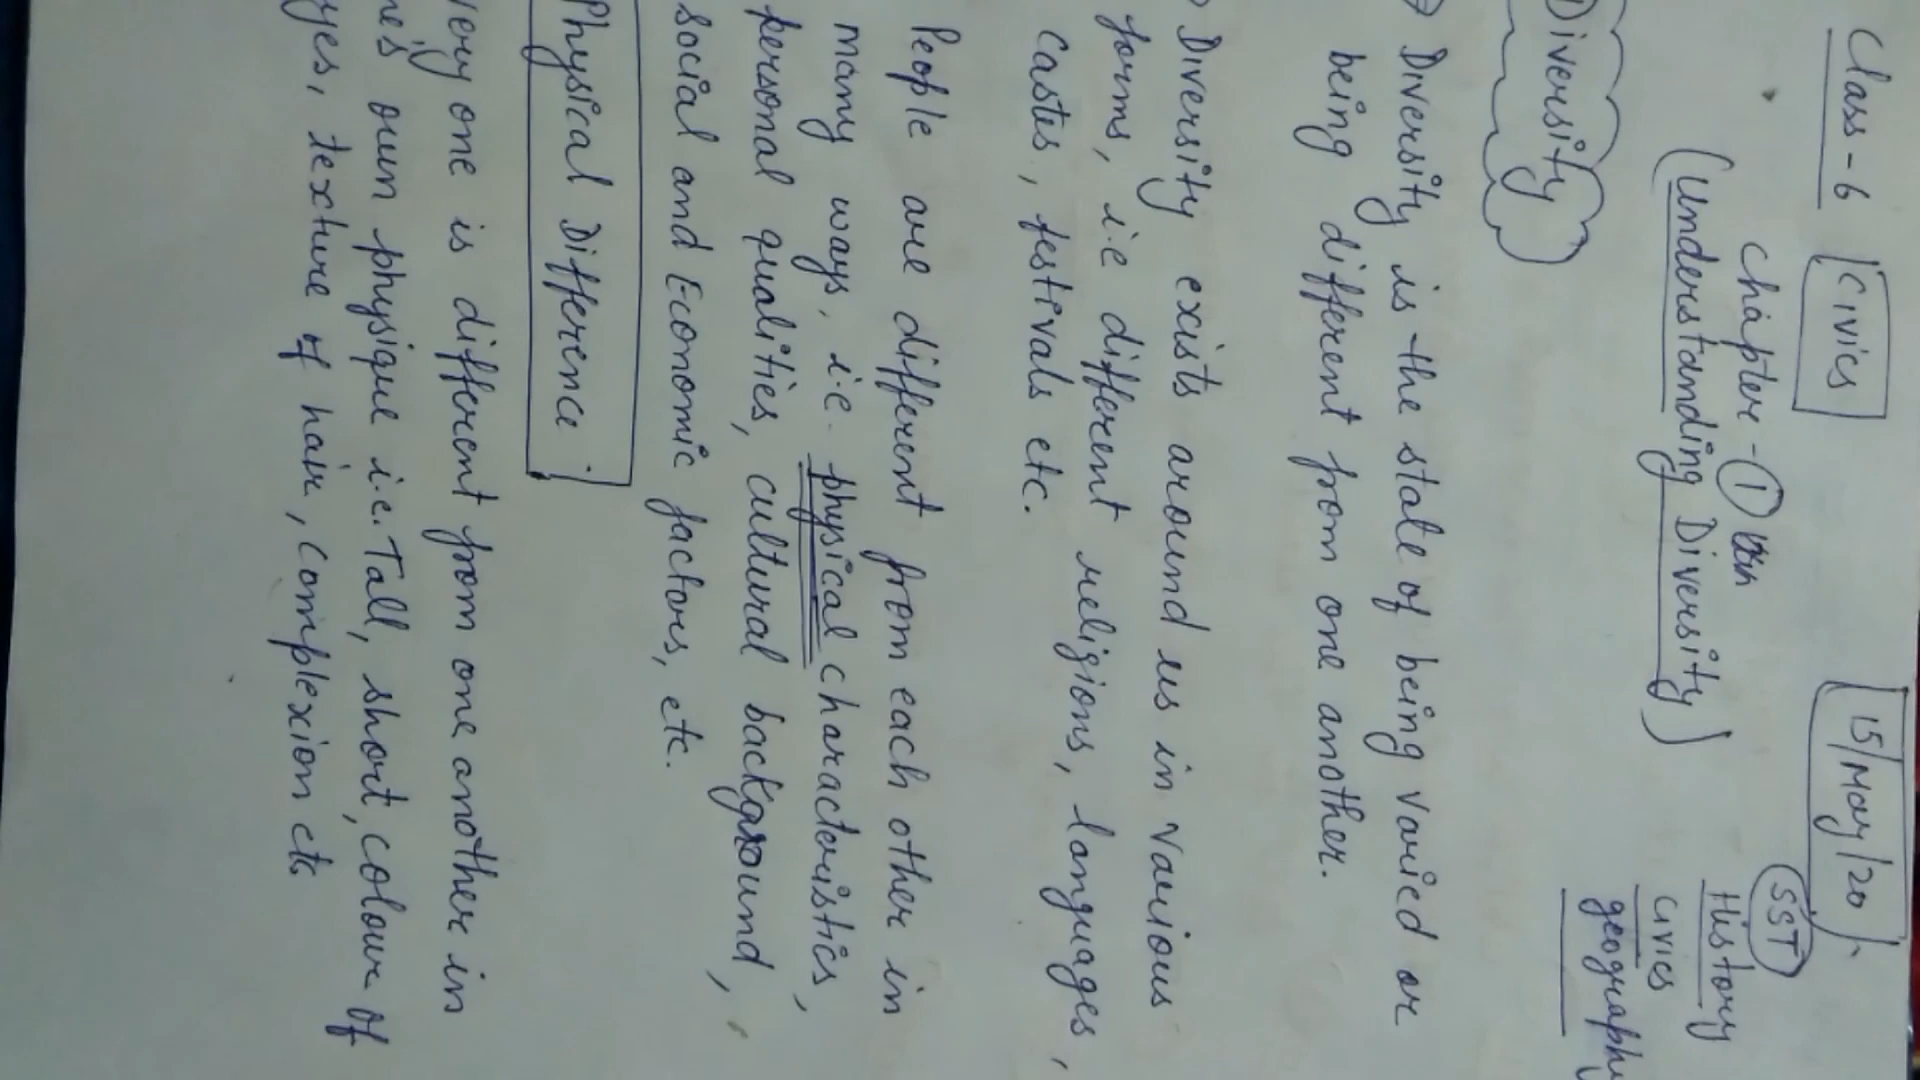 Class-6 Civics 15/May/20
SST
Chapter-1
History
(Understanding Diversity)
civics
geography
Diversity
→ Diversity is the state of being varied or
being different from one another.
Diversity exists around us in various
forms, i.e different religions, languages,
castes, festivals etc.
People are different from each other in
many ways, i.e. physical characteristics,
personal qualities, cultural background,
social and Economic factors, etc.
Physical Difference
very one is different from one another in
ne's own physique i.e. Tall, short, colour of
yes, texture of hair, complexion etc